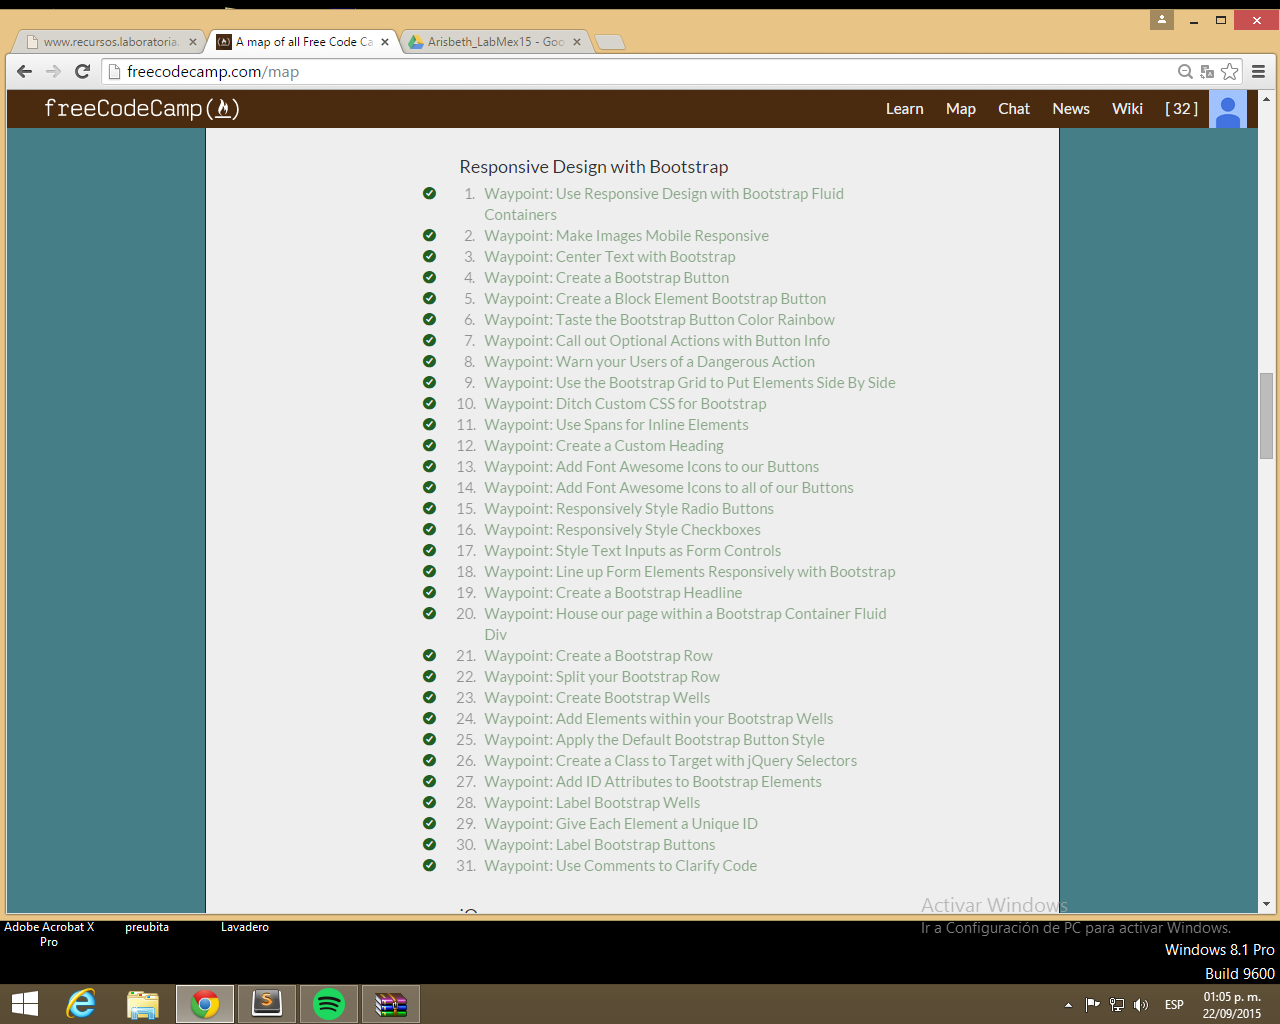 www.recursos.laboratoria.
A map of all Free Code Ca
Arisbeth_LabMex15 - Goo
freecodecamp.com/map
freeCodeCamp
Learn Map Chat News Wiki [ 32 ]
Responsive Design with Bootstrap
1. Waypoint: Use Responsive Design with Bootstrap Fluid
Containers
2. Waypoint: Make Images Mobile Responsive
3. Waypoint: Center Text with Bootstrap
4. Waypoint: Create a Bootstrap Button
5. Waypoint: Create a Block Element Bootstrap Button
6. Waypoint: Taste the Bootstrap Button Color Rainbow
7. Waypoint: Call out Optional Actions with Button Info
8. Waypoint: Warn your Users of a Dangerous Action
9. Waypoint: Use the Bootstrap Grid to Put Elements Side By Side
10. Waypoint: Ditch Custom CSS for Bootstrap
11. Waypoint: Use Spans for Inline Elements
12. Waypoint: Create a Custom Heading
13. Waypoint: Add Font Awesome Icons to our Buttons
14. Waypoint: Add Font Awesome Icons to all of our Buttons
15. Waypoint: Responsively Style Radio Buttons
16. Waypoint: Responsively Style Checkboxes
17. Waypoint: Style Text Inputs as Form Controls
18. Waypoint: Line up Form Elements Responsively with Bootstrap
19. Waypoint: Create a Bootstrap Headline
20. Waypoint: House our page within a Bootstrap Container Fluid
Div
21. Waypoint: Create a Bootstrap Row
22. Waypoint: Split your Bootstrap Row
23. Waypoint: Create Bootstrap Wells
24. Waypoint: Add Elements within your Bootstrap Wells
25. Waypoint: Apply the Default Bootstrap Button Style
26. Waypoint: Create a Class to Target with jQuery Selectors
27. Waypoint: Add ID Attributes to Bootstrap Elements
28. Waypoint: Label Bootstrap Wells
29. Waypoint: Give Each Element a Unique ID
30. Waypoint: Label Bootstrap Buttons
31. Waypoint: Use Comments to Clarify Code
Activar Windows
Ir a Configuración de PC para activar Windows.
Adobe Acrobat X
Pro
preubita
Lavadero
Windows 8.1 Pro
Build 9600
ESP
01:05 p. m.
22/09/2015